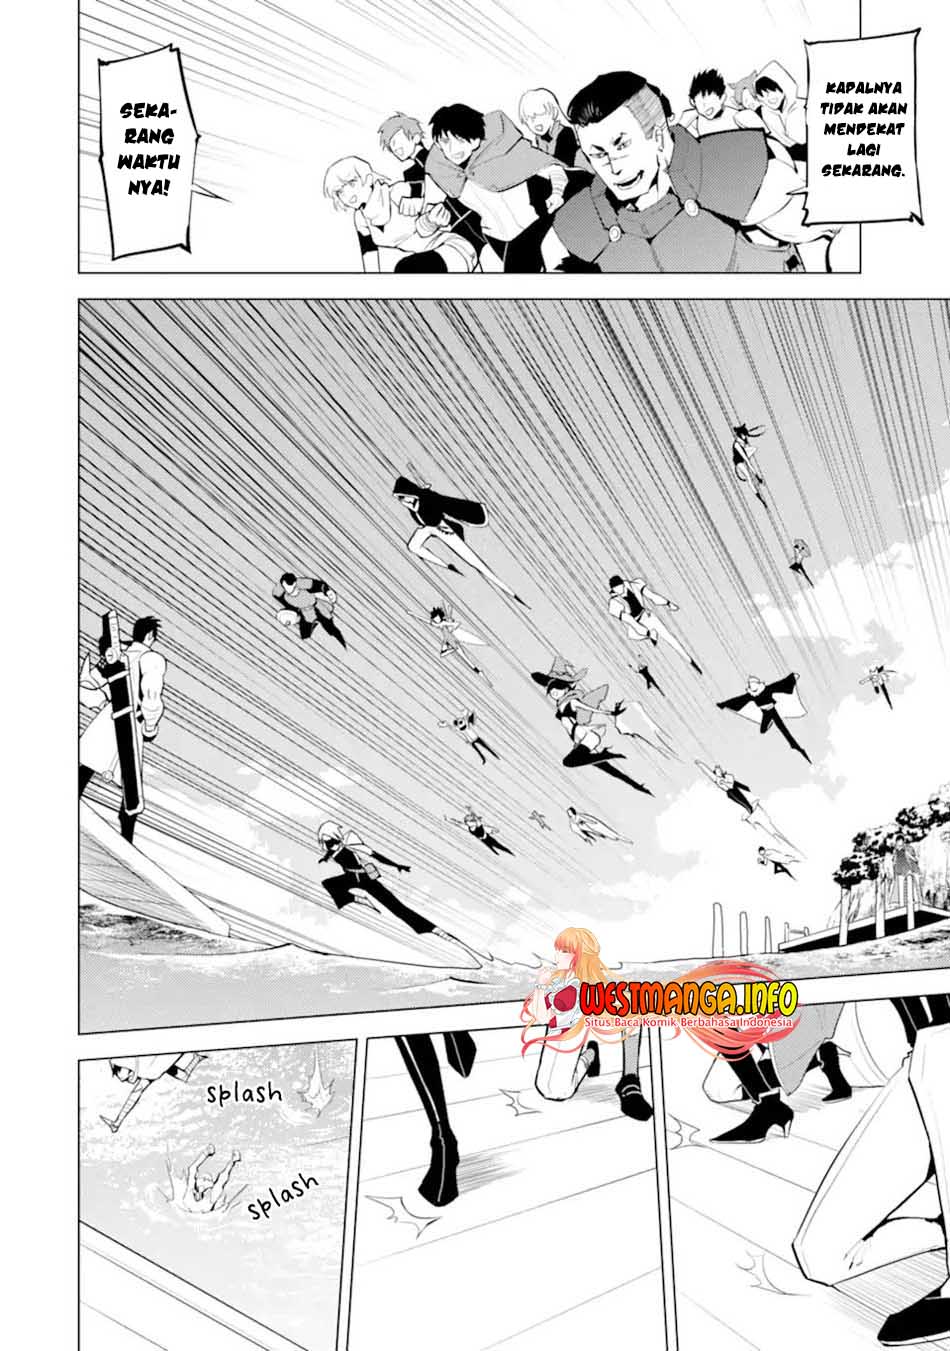 KAPALNYA
TIDAK AKAN
MENDEKAT
LAGI
SEKARANG.
SEKA-
RANG
WAKTU
NYA!
WESTMANGA.INFO
Situs Baca Komik Berbahasa Indonesia
splash
splash